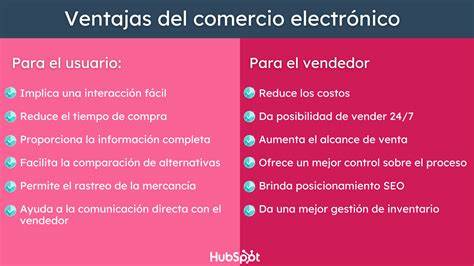 Ventajas del comercio electrónico
Para el usuario:
Implica una interacción fácil
Reduce el tiempo de compra
Proporciona la información completa
Facilita la comparación de alternativas
Permite el rastreo de la mercancía
Ayuda a la comunicación directa con el
vendedor
Para el vendedor
Reduce los costos
Da posibilidad de vender 24/7
Aumenta el alcance de venta
Ofrece un mejor control sobre el proceso
Brinda posicionamiento SEO
Da una mejor gestión de inventario
HubSpot